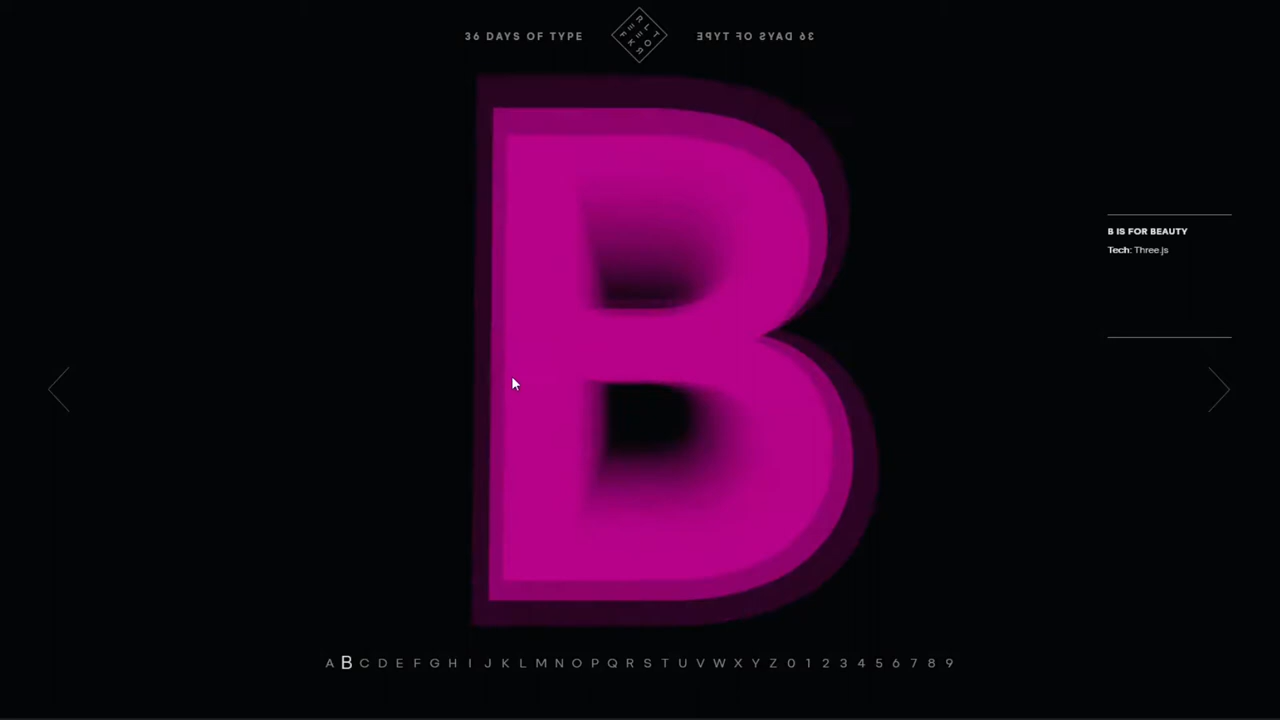 36 DAYS OF TYPE
36 DAYS OF TYPE
B
B IS FOR BEAUTY
Tech: Three.js
A B C D E F G H I J K L M N O P Q R S T U V W X Y Z 0 1 2 3 4 5 6 7 8 9